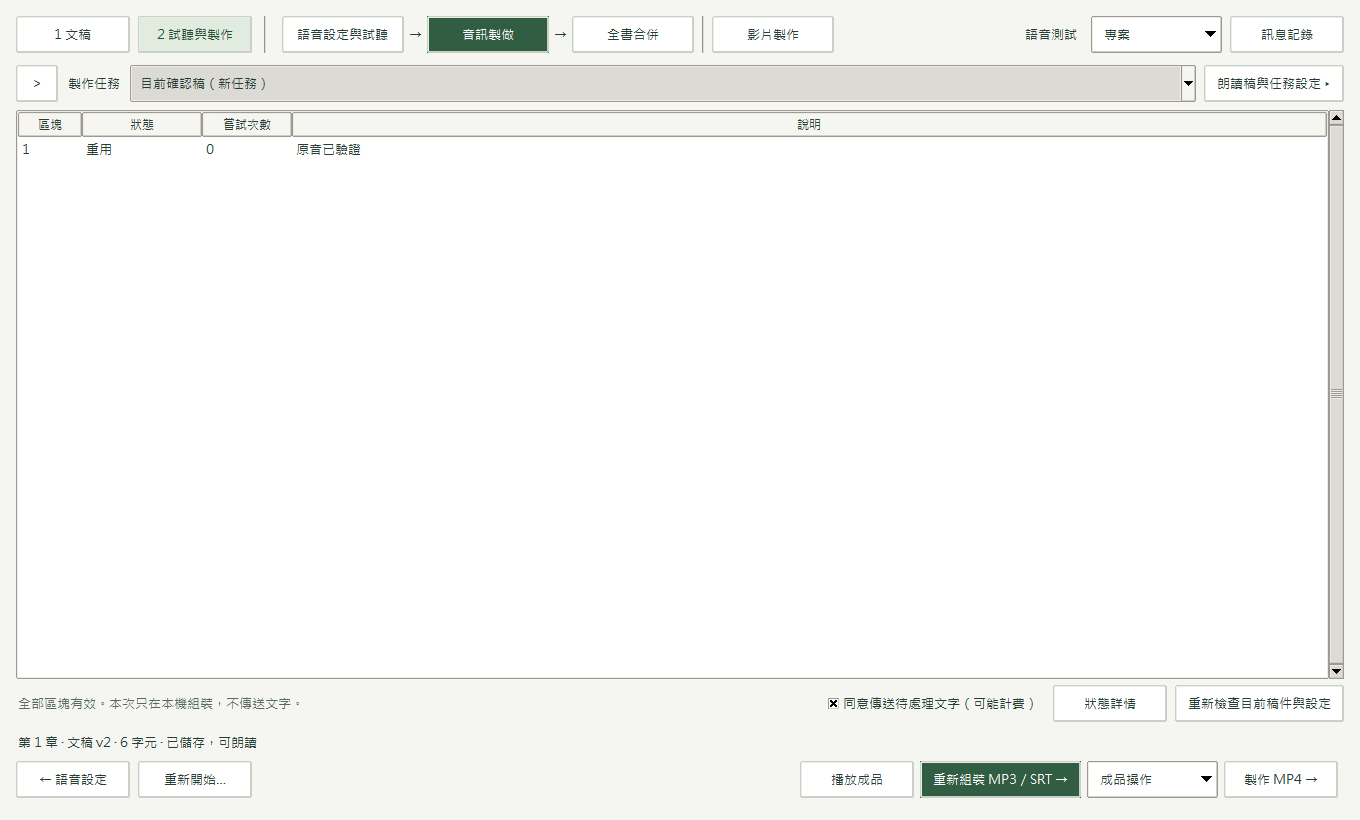 1 文稿 2 試聽與製作 語音設定與試聽 → 音訊製做 → 全書合併 影片製作 語音測試 專案 訊息記錄
> 製作任務 目前確認稿（新任務） 朗讀稿與任務設定 ▸
區塊 狀態 嘗試次數 說明
1 重用 0 原音已驗證
全部區塊有效。本次只在本機組裝，不傳送文字。 同意傳送待處理文字（可能計費） 狀態詳情 重新檢查目前稿件與設定
第 1 章 · 文稿 v2 · 6 字元 · 已儲存，可朗讀
← 語音設定 重新開始... 播放成品 重新組裝 MP3 / SRT → 成品操作 製作 MP4 →